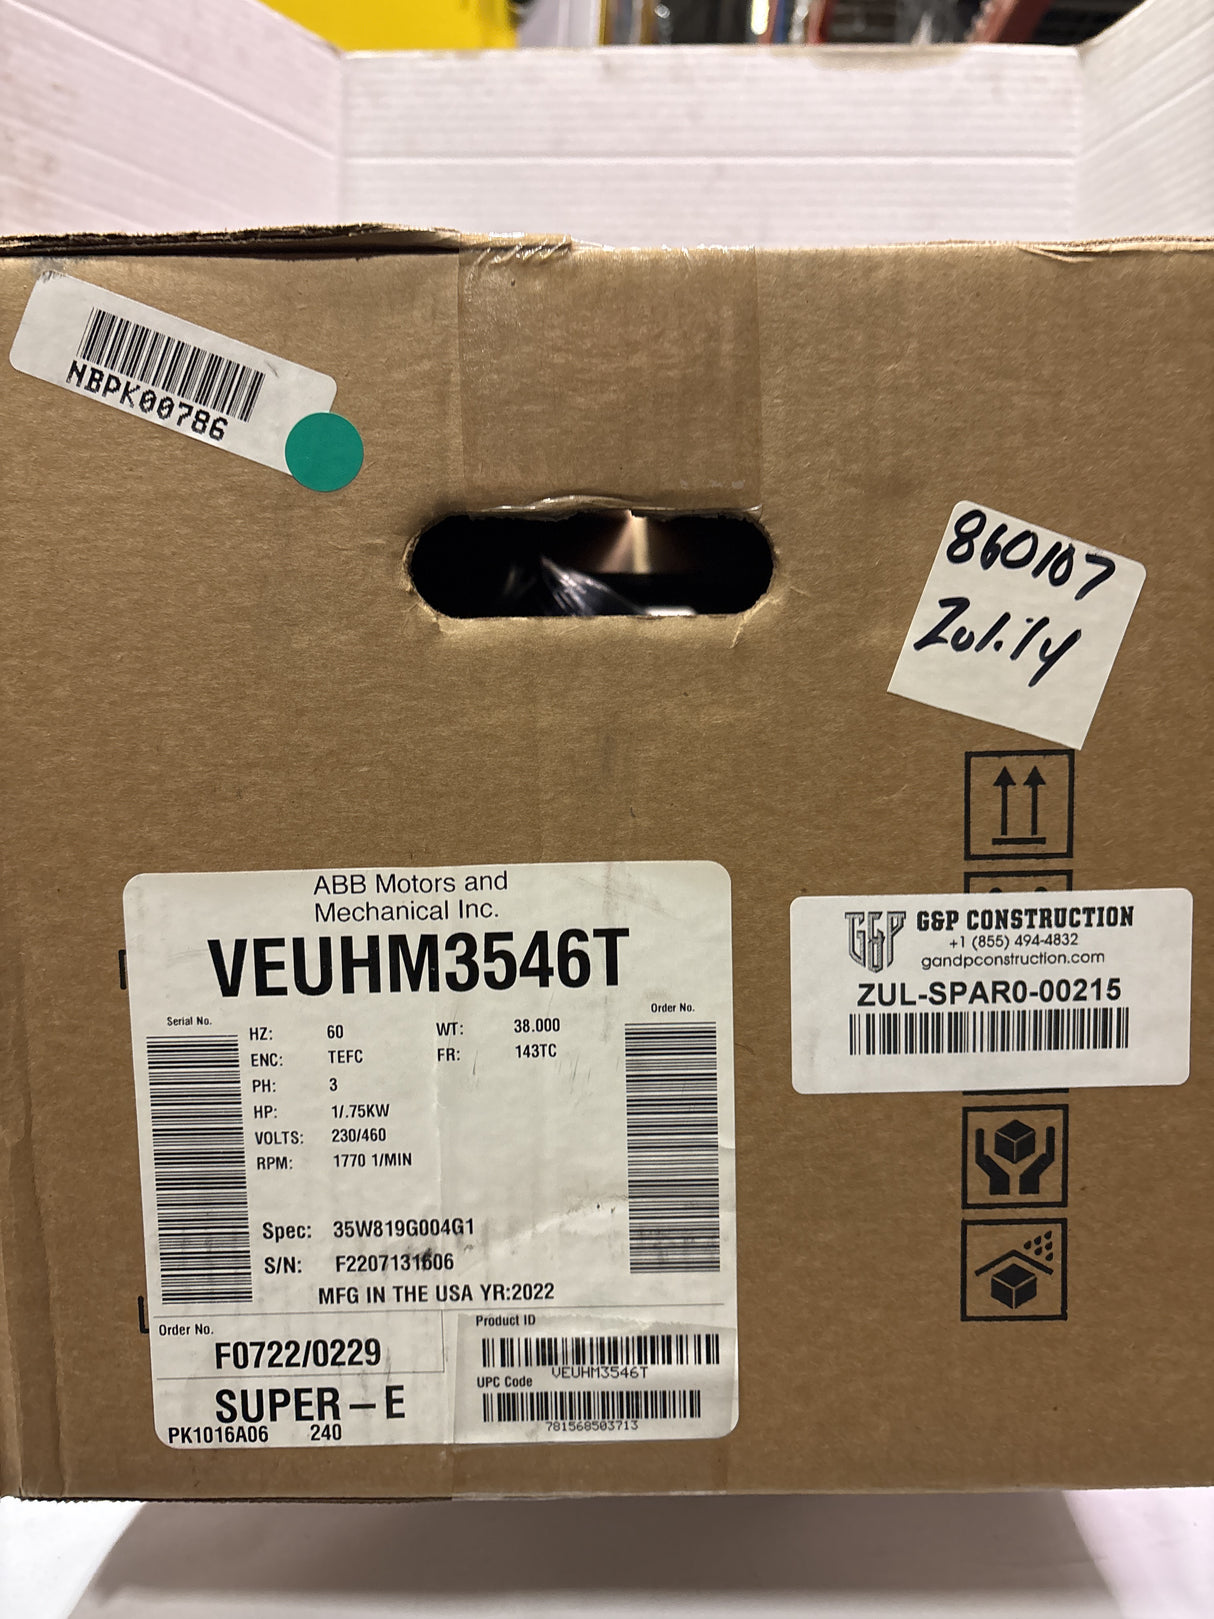 NBPK00786
860107
Zulily
ABB Motors and
Mechanical Inc.
VEUHM3546T
Serial No.
Order No.
HZ: 60 WT: 38.000
ENC: TEFC FR: 143TC
PH: 3
HP: 1/.75KW
VOLTS: 230/460
RPM: 1770 1/MIN
Spec: 35W819G004G1
S/N: F2207131606
MFG IN THE USA YR:2022
Order No.
F0722/0229
SUPER-E
PK1016A06 240
Product ID
VEUHM3546T
UPC Code
781568503713
G&P
G&P CONSTRUCTION
+1 (855) 494-4832
gandpconstruction.com
ZUL-SPAR0-00215